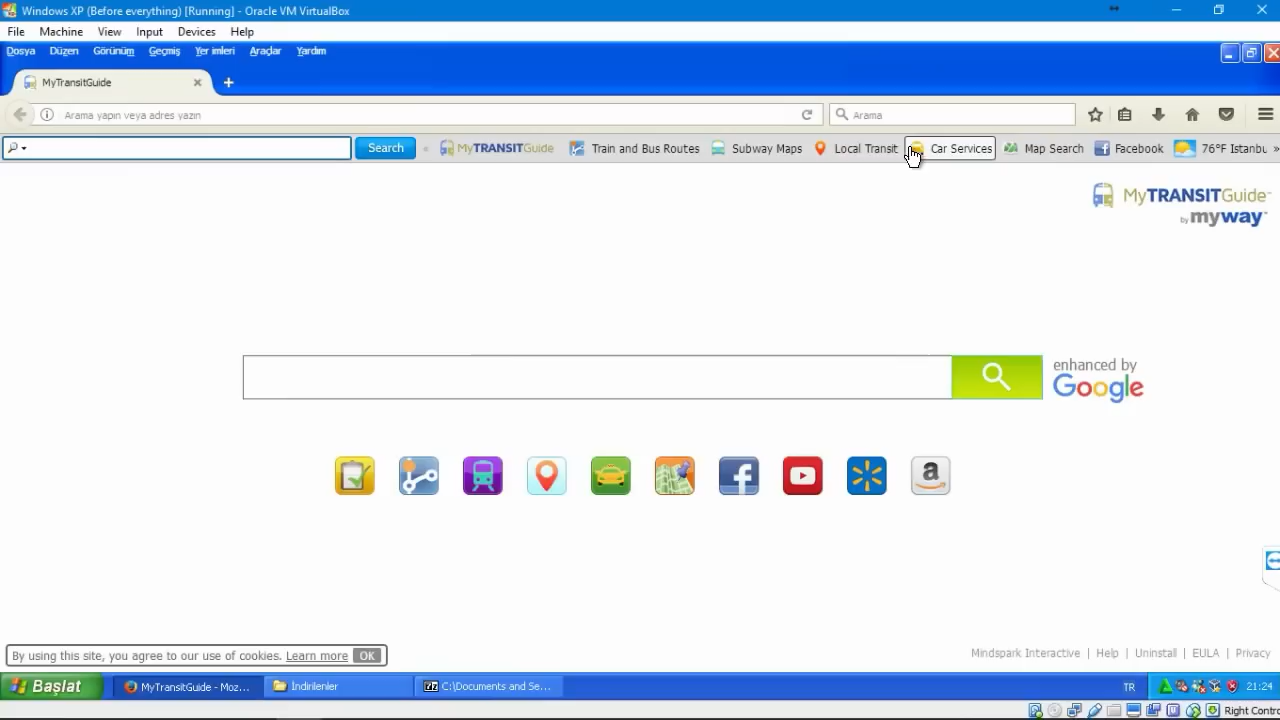 Windows XP (Before everything) [Running] - Oracle VM VirtualBox
File Machine View Input Devices Help
Dosya Düzen Görünüm Geçmiş Yer imleri Araçlar Yardım
MyTransitGuide
Arama yapın veya adres yazın
Arama
Search
MYTRANSITGUIDE
Train and Bus Routes
Subway Maps
Local Transit
Car Services
Map Search
Facebook
76°F Istanbu
MyTRANSITGuide™
by myway™
enhanced by
Google
By using this site, you agree to our use of cookies. Learn more OK
Mindspark Interactive | Help | Uninstall | EULA | Privacy
Başlat
MyTransitGuide - Moz...
İndirilenler
C:\Documents and Se...
TR
21:24
Right Contro